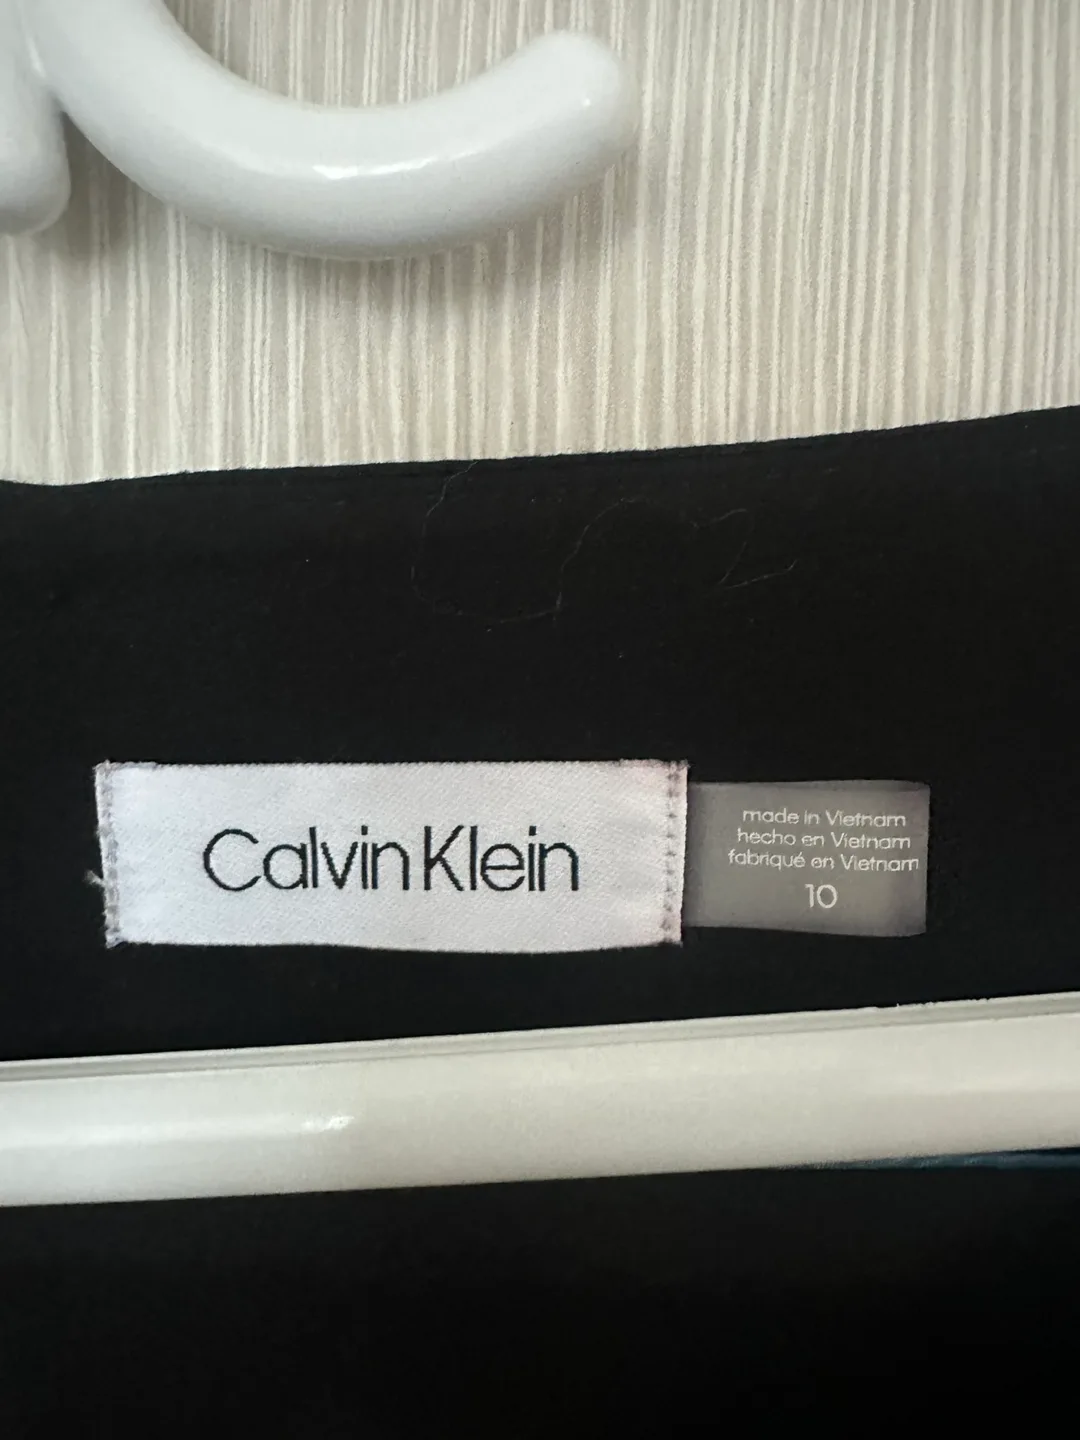 Calvin Klein
made in Vietnam
hecho en Vietnam
fabriqué en Vietnam
10